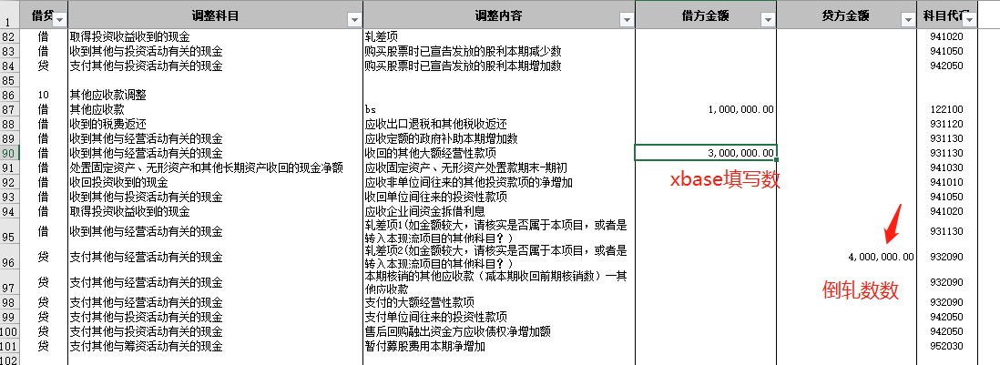 1 借贷 调整科目 调整内容 借方金额 贷方金额 科目代码
82 借 取得投资收益收到的现金 轧差项 941020
83 借 收到其他与投资活动有关的现金 购买股票时已宣告发放的股利本期减少数 941050
84 贷 支付其他与投资活动有关的现金 购买股票时已宣告发放的股利本期增加数 942050
85
86 10 其他应收款调整
87 借 其他应收款 bs 1,000,000.00 122100
88 借 收到的税费返还 应收出口退税和其他税收返还 931120
89 借 收到其他与经营活动有关的现金 应收定额的政府补助本期增加数 931130
90 借 收到其他与经营活动有关的现金 收回的其他大额经营性款项 3,000,000.00 931130
91 借 处置固定资产、无形资产和其他长期资产收回的现金净额 应收固定资产、无形资产处置款期末-期初 941030
xbase填写数
92 借 收回投资收到的现金 应收非单位间往来的其他投资款项的净增加 941010
93 借 收到其他与投资活动有关的现金 收回单位间往来的投资性款项 941050
94 借 取得投资收益收到的现金 应收企业间资金拆借利息 941020
95 借 收到其他与经营活动有关的现金 轧差项1(如金额较大，请核实是否属于本项目，或者是
转入本现流项目的其他科目？) 931130
96 贷 支付其他与经营活动有关的现金 轧差项2(如金额较大，请核实是否属于本项目，或者是
转入本现流项目的其他科目？) 4,000,000.00 932090
倒轧数数
97 贷 支付其他与经营活动有关的现金 本期核销的其他应收款（减本期收回前期核销数）—其
他应收款 932090
98 贷 支付其他与经营活动有关的现金 支付的大额经营性款项 932090
99 贷 支付其他与投资活动有关的现金 支付单位间往来的投资性款项 942050
100 贷 支付其他与投资活动有关的现金 售后回购融出资金方应收债权净增加额 942050
101 贷 支付其他与筹资活动有关的现金 暂付募股费用本期净增加 952030
102